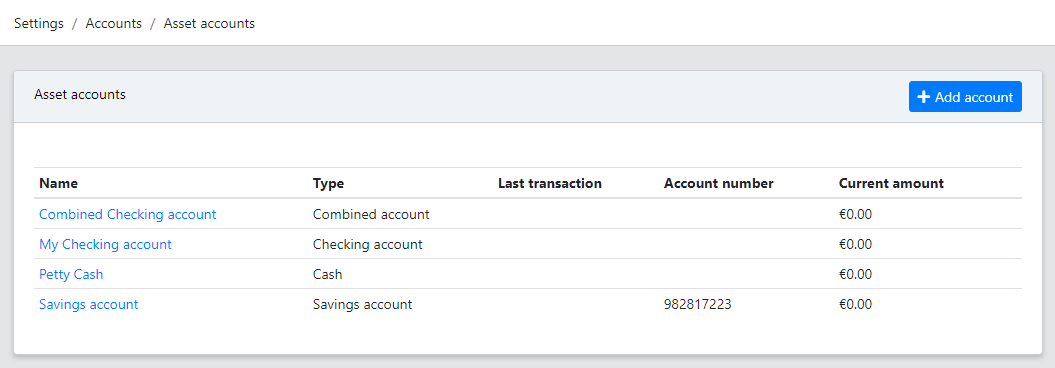 Settings / Accounts / Asset accounts
Asset accounts
Add account
Name Type Last transaction Account number Current amount
Combined Checking account Combined account €0.00
My Checking account Checking account €0.00
Petty Cash Cash €0.00
Savings account Savings account 982817223 €0.00